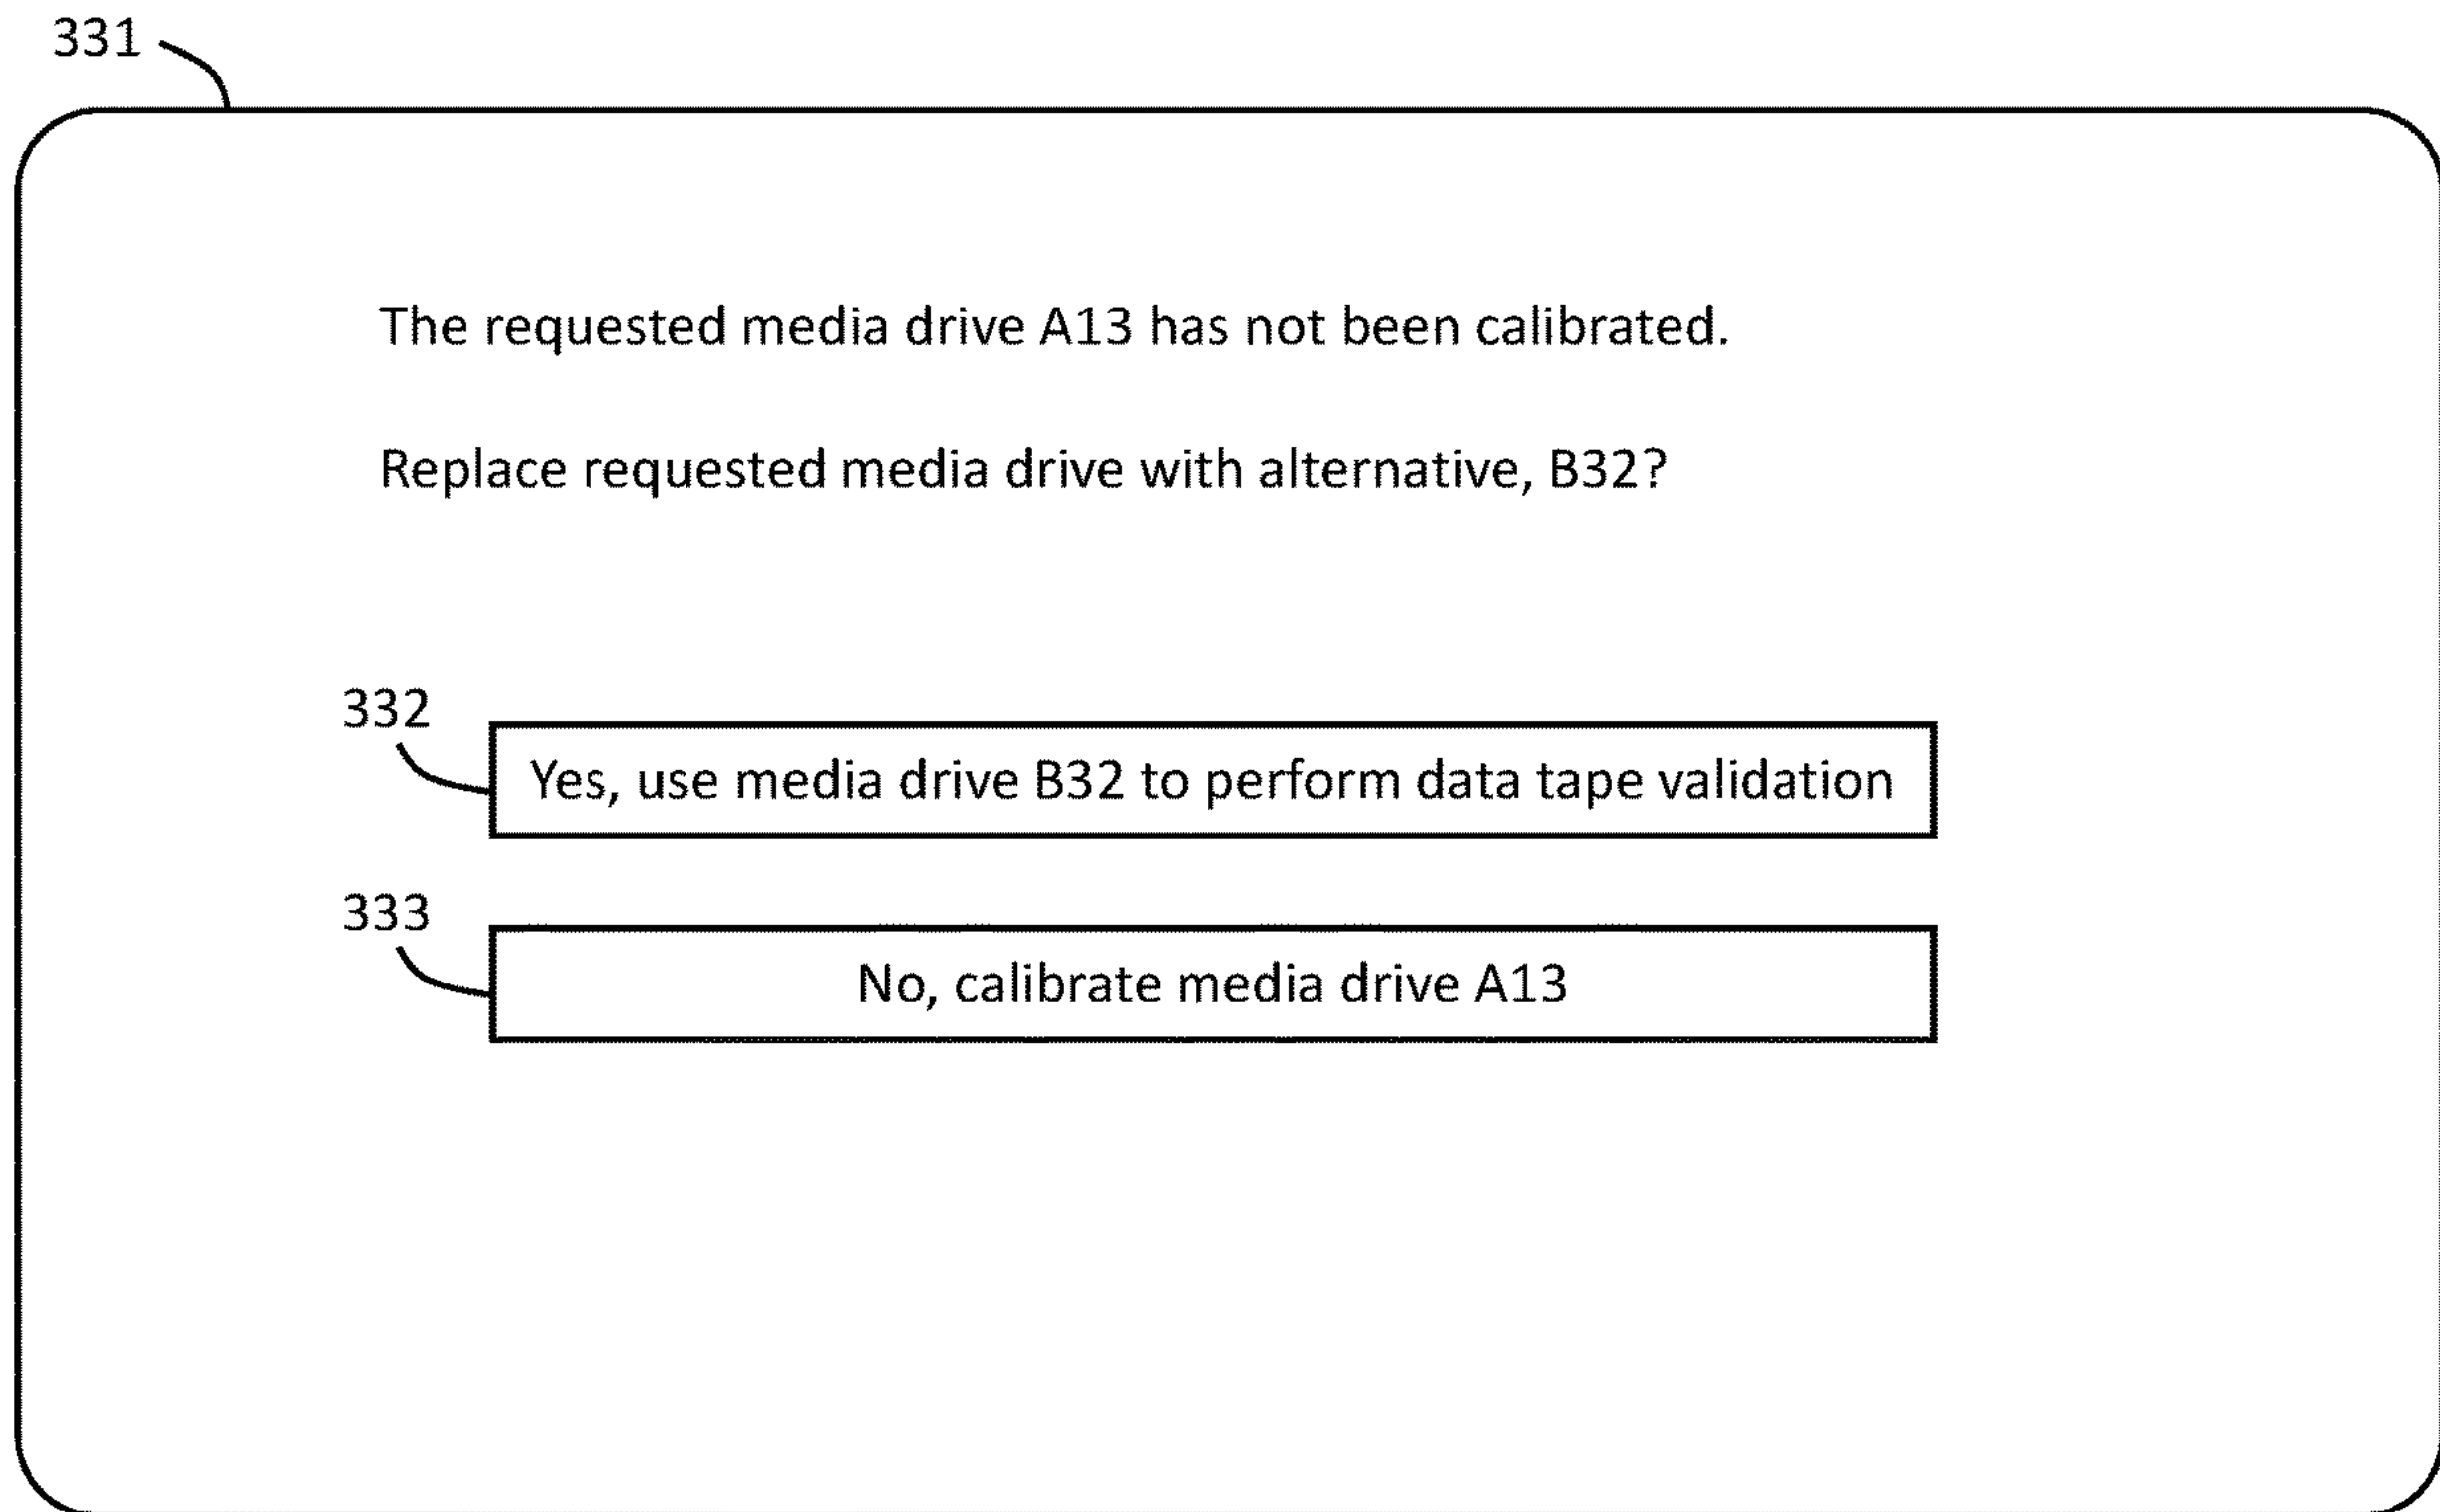 331
The requested media drive A13 has not been calibrated.
Replace requested media drive with alternative, B32?
332
Yes, use media drive B32 to perform data tape validation
333
No, calibrate media drive A13